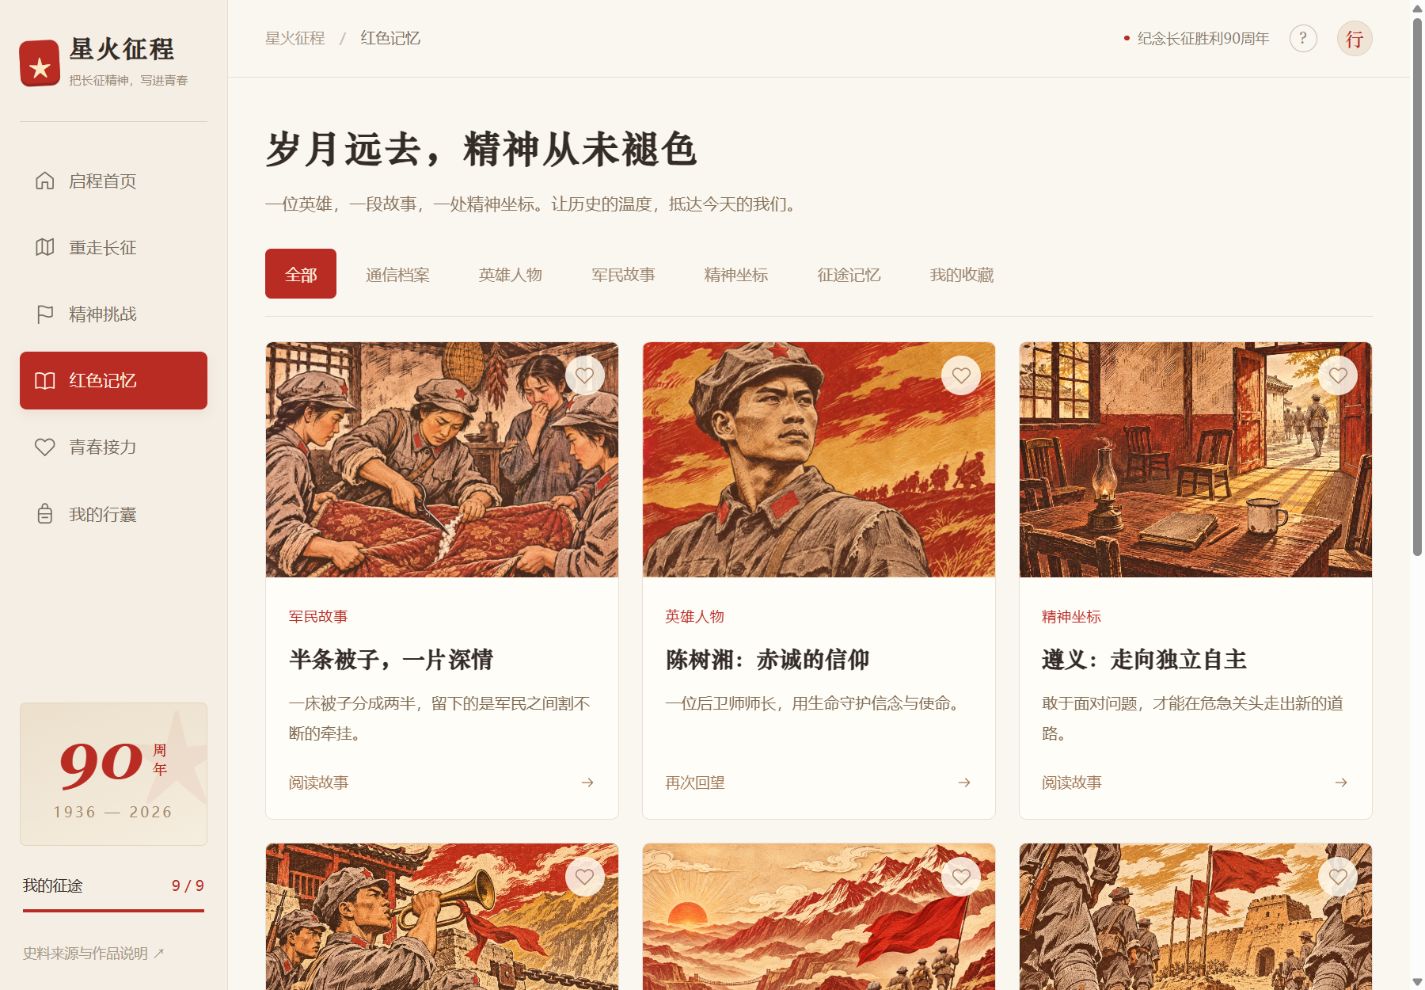 星火征程
把长征精神，写进青春
启程首页
重走长征
精神挑战
红色记忆
青春接力
我的行囊
90 周年
1936 — 2026
我的征途 9 / 9
史料来源与作品说明 ↗
星火征程 / 红色记忆
纪念长征胜利90周年 ? 行
岁月远去，精神从未褪色
一位英雄，一段故事，一处精神坐标。让历史的温度，抵达今天的我们。
全部 通信档案 英雄人物 军民故事 精神坐标 征途记忆 我的收藏
军民故事
半条被子，一片深情
一床被子分成两半，留下的是军民之间割不
断的牵挂。
阅读故事 →
英雄人物
陈树湘：赤诚的信仰
一位后卫师师长，用生命守护信念与使命。
再次回望 →
精神坐标
遵义：走向独立自主
敢于面对问题，才能在危急关头走出新的道
路。
阅读故事 →